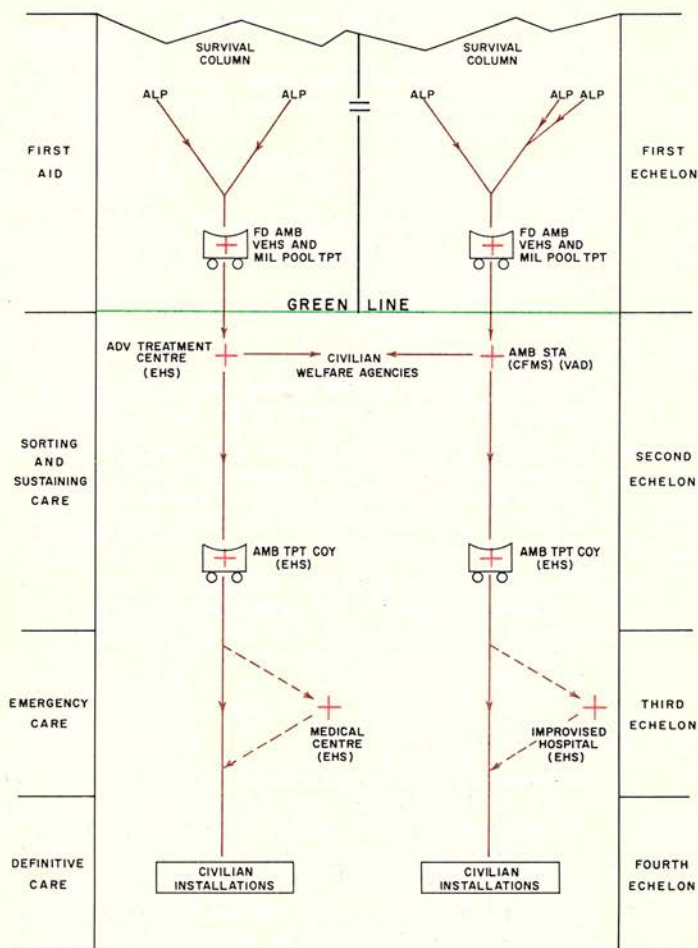 SURVIVAL
COLUMN
SURVIVAL
COLUMN
ALP
ALP
ALP
ALP ALP
FIRST
AID
FIRST
ECHELON
FD AMB
VEHS AND
MIL POOL TPT
FD AMB
VEHS AND
MIL POOL TPT
GREEN LINE
ADV TREATMENT
CENTRE
(EHS)
CIVILIAN
WELFARE AGENCIES
AMB STA
(CFMS) (VAD)
SORTING
AND
SUSTAINING
CARE
SECOND
ECHELON
AMB TPT COY
(EHS)
AMB TPT COY
(EHS)
EMERGENCY
CARE
MEDICAL
CENTRE
(EHS)
IMPROVISED
HOSPITAL
(EHS)
THIRD
ECHELON
DEFINITIVE
CARE
CIVILIAN
INSTALLATIONS
CIVILIAN
INSTALLATIONS
FOURTH
ECHELON